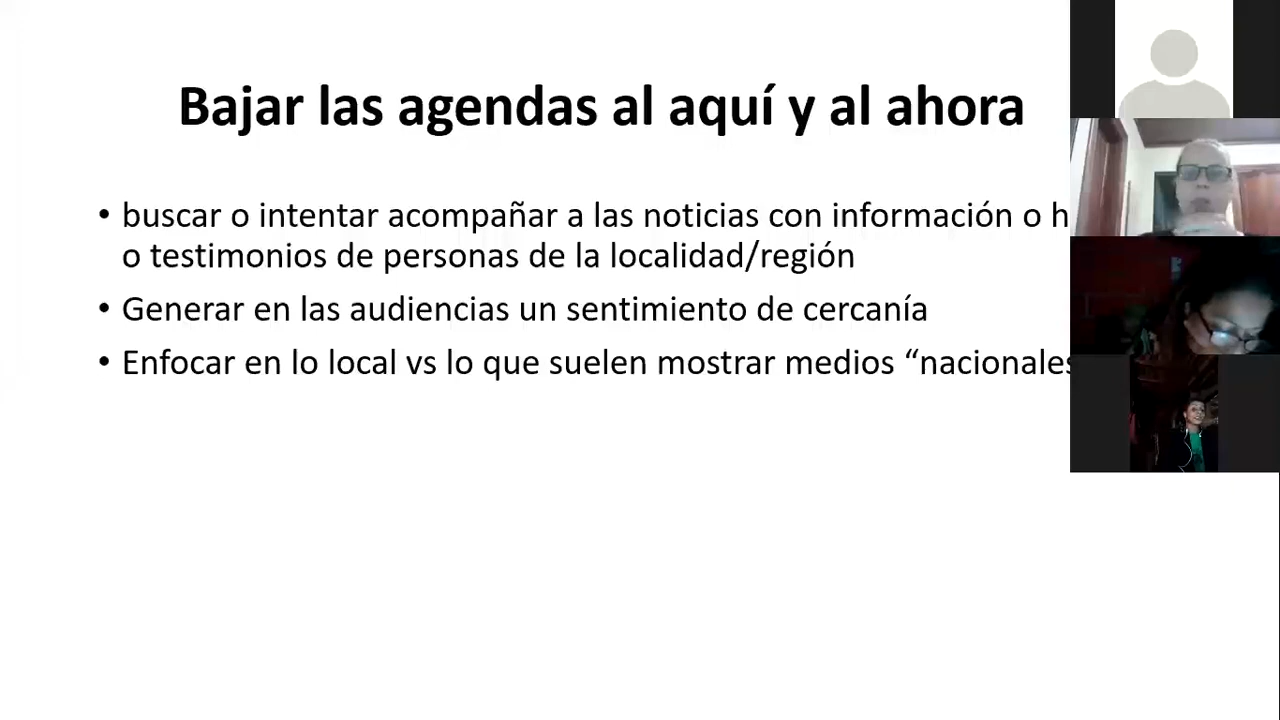 Bajar las agendas al aquí y al ahora
• buscar o intentar acompañar a las noticias con información o
o testimonios de personas de la localidad/región
• Generar en las audiencias un sentimiento de cercanía
• Enfocar en lo local vs lo que suelen mostrar medios “nacionales